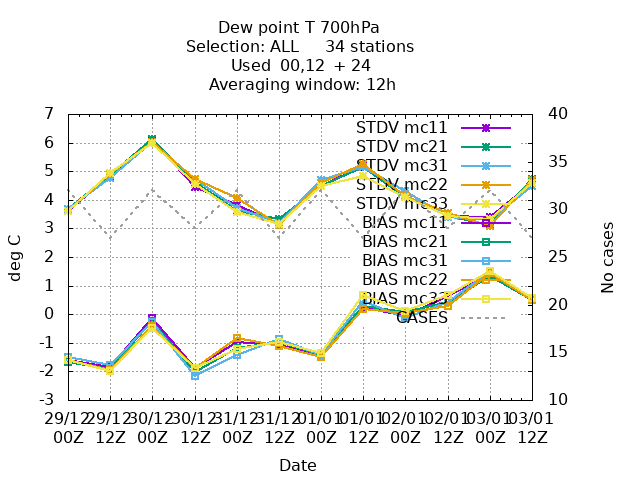 Dew point T 700hPa
Selection: ALL 34 stations
Used 00,12 + 24
Averaging window: 12h
7
6
5
4
3
2
1
0
-1
-2
-3
deg C
40
35
30
25
20
15
10
No cases
STDV mc11
STDV mc21
STDV mc31
STDV mc22
STDV mc33
BIAS mc11
BIAS mc21
BIAS mc31
BIAS mc22
BIAS mc33
CASES
29/12 29/12 30/12 30/12 31/12 31/12 01/01 01/01 02/01 02/01 03/01 03/01
00Z 12Z 00Z 12Z 00Z 12Z 00Z 12Z 00Z 12Z 00Z 12Z
Date